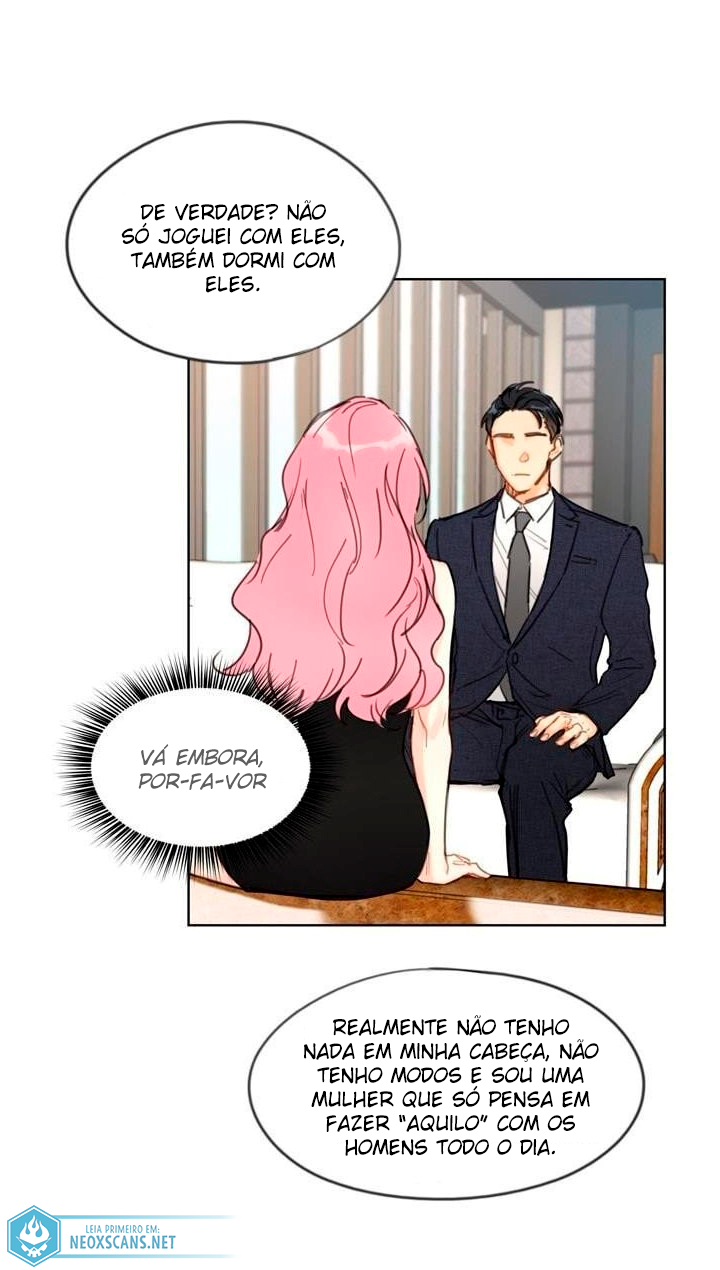 DE VERDADE? NÃO
SÓ JOGUEI COM ELES,
TAMBÉM DORMI COM
ELES.
VÁ EMBORA,
POR-FA-VOR
REALMENTE NÃO TENHO
NADA EM MINHA CABEÇA, NÃO
TENHO MODOS E SOU UMA
MULHER QUE SÓ PENSA EM
FAZER "AQUILO" COM OS
HOMENS TODO O DIA.
LEIA PRIMEIRO EM:
NEOXSCANS.NET